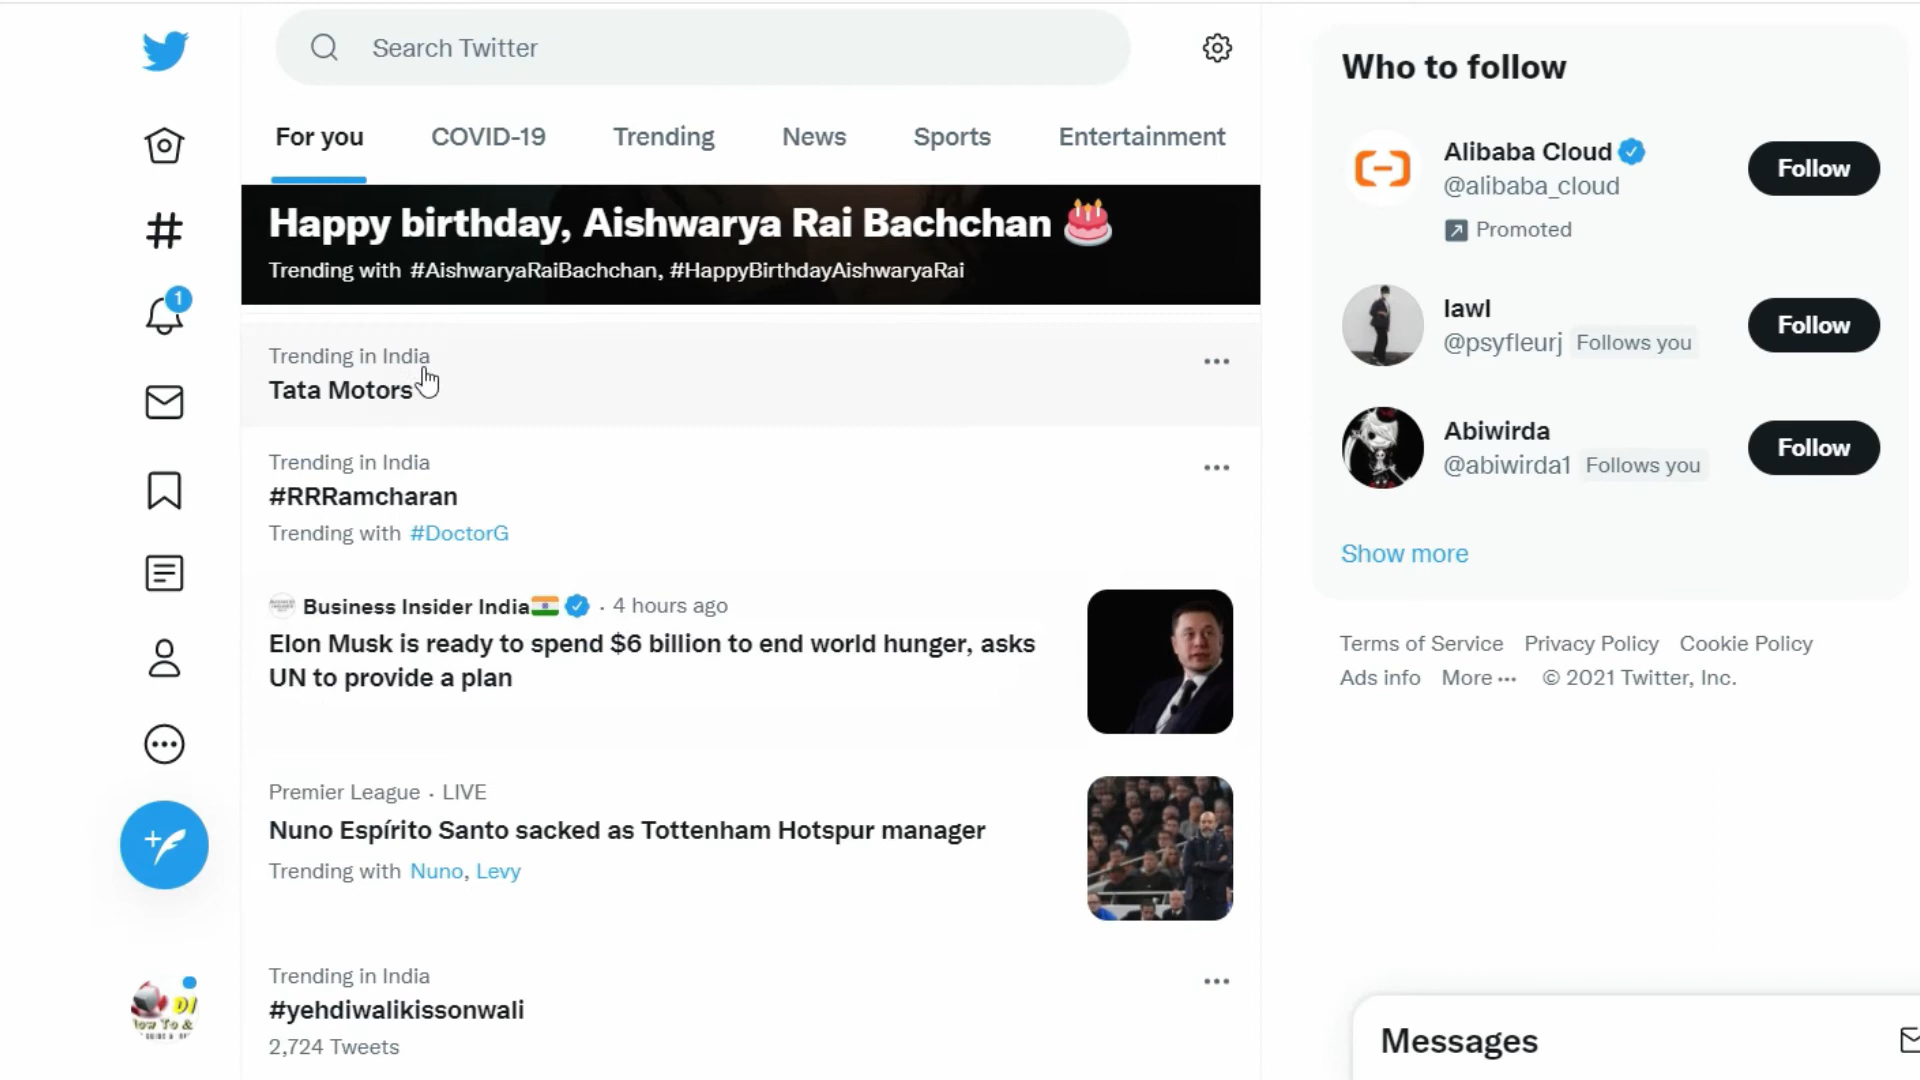 Search Twitter
For you
COVID-19
Trending
News
Sports
Entertainment
Happy birthday, Aishwarya Rai Bachchan 🎂
Trending with #AishwaryaRaiBachchan, #HappyBirthdayAishwaryaRai
1
Trending in India
Tata Motors
Trending in India
#RRRamcharan
Trending with #DoctorG
Business Insider India🇮🇳 · 4 hours ago
Elon Musk is ready to spend $6 billion to end world hunger, asks
UN to provide a plan
Premier League · LIVE
Nuno Espírito Santo sacked as Tottenham Hotspur manager
Trending with Nuno, Levy
Trending in India
#yehdiwalikissonwali
2,724 Tweets
Who to follow
Alibaba Cloud
@alibaba_cloud
Promoted
Follow
lawl
@psyfleurj Follows you
Follow
Abiwirda
@abiwirda1 Follows you
Follow
Show more
Terms of Service Privacy Policy Cookie Policy
Ads info More ··· © 2021 Twitter, Inc.
Messages